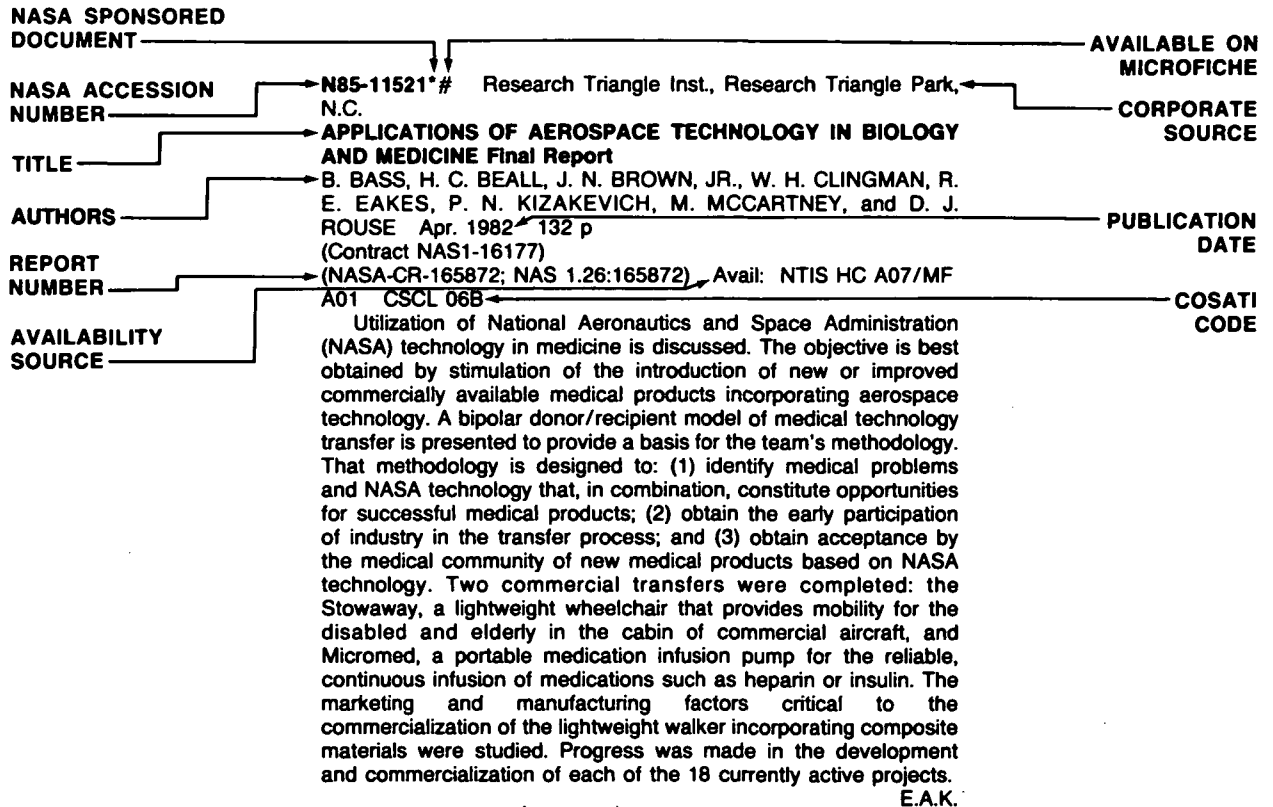 NASA SPONSORED
DOCUMENT
AVAILABLE ON
MICROFICHE
NASA ACCESSION
NUMBER
N85-11521*# Research Triangle Inst., Research Triangle Park,
N.C.
CORPORATE
SOURCE
TITLE
APPLICATIONS OF AEROSPACE TECHNOLOGY IN BIOLOGY
AND MEDICINE Final Report
AUTHORS
B. BASS, H. C. BEALL, J. N. BROWN, JR., W. H. CLINGMAN, R.
E. EAKES, P. N. KIZAKEVICH, M. MCCARTNEY, and D. J.
ROUSE Apr. 1982 132 p
PUBLICATION
DATE
(Contract NAS1-16177)
REPORT
NUMBER
(NASA-CR-165872; NAS 1.26:165872) Avail: NTIS HC A07/MF
A01 CSCL 06B
COSATI
CODE
AVAILABILITY
SOURCE
Utilization of National Aeronautics and Space Administration
(NASA) technology in medicine is discussed. The objective is best
obtained by stimulation of the introduction of new or improved
commercially available medical products incorporating aerospace
technology. A bipolar donor/recipient model of medical technology
transfer is presented to provide a basis for the team's methodology.
That methodology is designed to: (1) identify medical problems
and NASA technology that, in combination, constitute opportunities
for successful medical products; (2) obtain the early participation
of industry in the transfer process; and (3) obtain acceptance by
the medical community of new medical products based on NASA
technology. Two commercial transfers were completed: the
Stowaway, a lightweight wheelchair that provides mobility for the
disabled and elderly in the cabin of commercial aircraft, and
Micromed, a portable medication infusion pump for the reliable,
continuous infusion of medications such as heparin or insulin. The
marketing and manufacturing factors critical to the
commercialization of the lightweight walker incorporating composite
materials were studied. Progress was made in the development
and commercialization of each of the 18 currently active projects.
E.A.K.